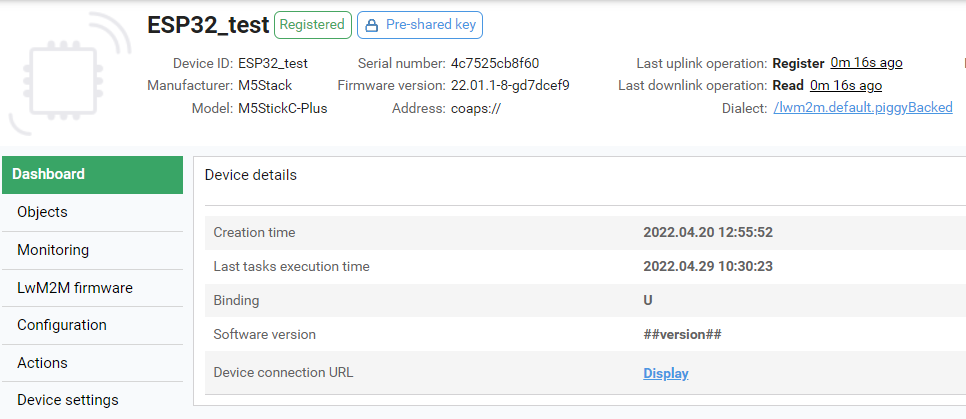 ESP32_test Registered Pre-shared key
Device ID: ESP32_test Serial number: 4c7525cb8f60 Last uplink operation: Register 0m 16s ago
Manufacturer: M5Stack Firmware version: 22.01.1-8-gd7dcef9 Last downlink operation: Read 0m 16s ago
Model: M5StickC-Plus Address: coaps:// Dialect: /lwm2m.default.piggyBacked
Dashboard
Objects
Monitoring
LwM2M firmware
Configuration
Actions
Device settings
Device details
Creation time 2022.04.20 12:55:52
Last tasks execution time 2022.04.29 10:30:23
Binding U
Software version ##version##
Device connection URL Display